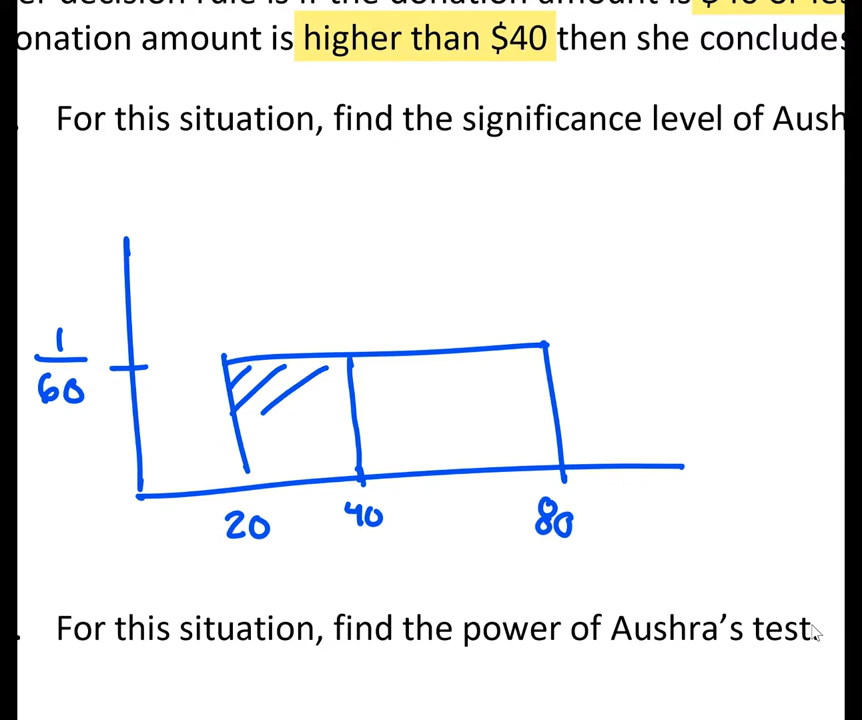 onation amount is higher than $40 then she concludes
For this situation, find the significance level of Aush
1
60
20 40 80
For this situation, find the power of Aushra’s test.